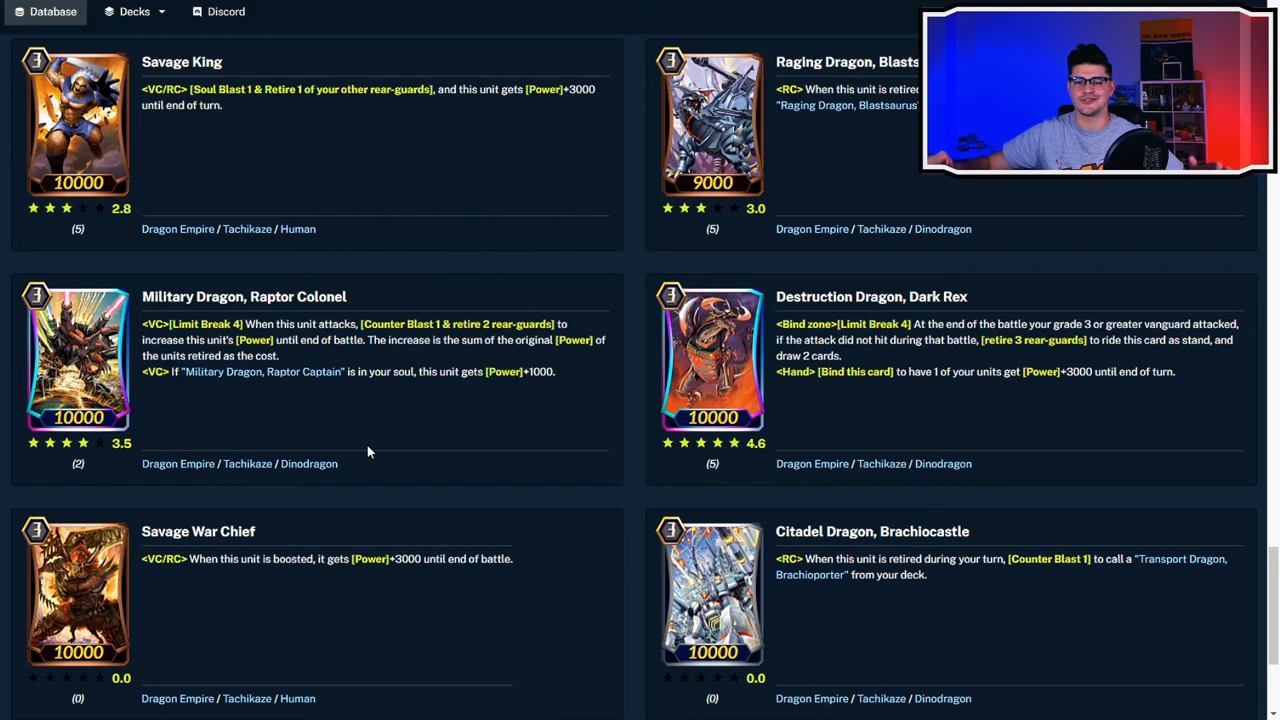 Database
Decks
Discord
3
Savage King
<VC/RC> [Soul Blast 1 & Retire 1 of your other rear-guards], and this unit gets [Power]+3000
until end of turn.
10000
2.8
(5)
Dragon Empire / Tachikaze / Human
3
Raging Dragon, Blasts
<RC> When this unit is retired
"Raging Dragon, Blastsaurus"
9000
3.0
(5)
Dragon Empire / Tachikaze / Dinodragon
3
Military Dragon, Raptor Colonel
<VC>[Limit Break 4] When this unit attacks, [Counter Blast 1 & retire 2 rear-guards] to
increase this unit's [Power] until end of battle. The increase is the sum of the original [Power] of
the units retired as the cost.
<VC> If "Military Dragon, Raptor Captain" is in your soul, this unit gets [Power]+1000.
10000
3.5
(2)
Dragon Empire / Tachikaze / Dinodragon
3
Destruction Dragon, Dark Rex
<Bind zone>[Limit Break 4] At the end of the battle your grade 3 or greater vanguard attacked,
if the attack did not hit during that battle, [retire 3 rear-guards] to ride this card as stand, and
draw 2 cards.
<Hand> [Bind this card] to have 1 of your units get [Power]+3000 until end of turn.
10000
4.6
(5)
Dragon Empire / Tachikaze / Dinodragon
3
Savage War Chief
<VC/RC> When this unit is boosted, it gets [Power]+3000 until end of battle.
10000
0.0
(0)
Dragon Empire / Tachikaze / Human
3
Citadel Dragon, Brachiocastle
<RC> When this unit is retired during your turn, [Counter Blast 1] to call a "Transport Dragon,
Brachioporter" from your deck.
10000
0.0
(0)
Dragon Empire / Tachikaze / Dinodragon